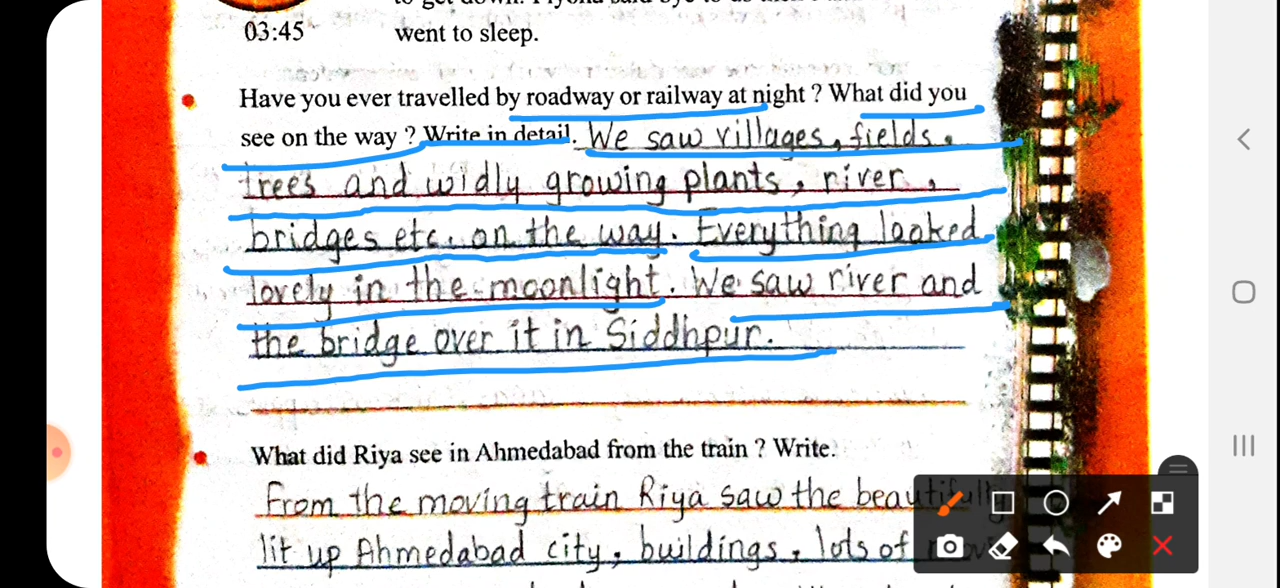 03:45
went to sleep.
Have you ever travelled by roadway or railway at night ? What did you
see on the way ? Write in detail. We saw villages, fields,
trees and widly growing plants, river,
bridges etc. on the way. Everything looked
lovely in the moonlight. We saw river and
the bridge over it in Siddhpur.
What did Riya see in Ahmedabad from the train ? Write.
From the moving train Riya saw the beautifully
lit up Ahmedabad city, buildings, lots of